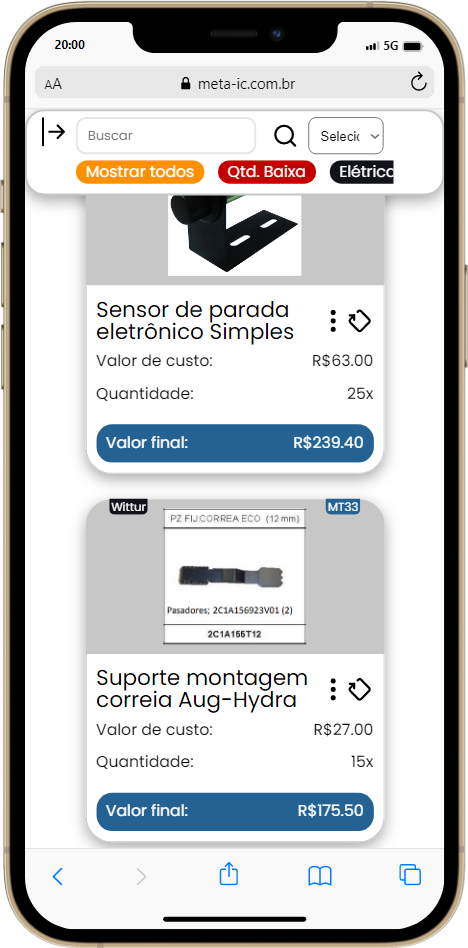 20:00
5G
AA
meta-ic.com.br
Buscar
Selecio
Mostrar todos
Qtd. Baixa
Elétrico
Sensor de parada
eletrônico Simples
Valor de custo:
R$63.00
Quantidade:
25x
Valor final:
R$239.40
Wittur
MT33
PZ FIJ.CORREA ECO (12 mm)
Pasadores; 2C1A156923V01 (2)
2C1A156T12
Suporte montagem
correia Aug-Hydra
Valor de custo:
R$27.00
Quantidade:
15x
Valor final:
R$175.50